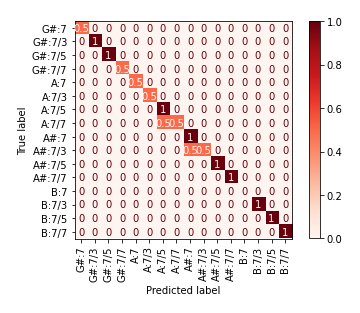 G#:7 0.5 0 0 0 0 0 0 0 0 0 0 0 0 0 0 0
G#:7/3 0 1 0 0 0 0 0 0 0 0 0 0 0 0 0 0
G#:7/5 0 0 1 0 0 0 0 0 0 0 0 0 0 0 0 0
G#:7/7 0 0 0 0.5 0 0 0 0 0 0 0 0 0 0 0 0
A:7 0 0 0 0 0.5 0 0 0 0 0 0 0 0 0 0 0
A:7/3 0 0 0 0 0 0.5 0 0 0 0 0 0 0 0 0 0
A:7/5 0 0 0 0 0 0 1 0 0 0 0 0 0 0 0 0
A:7/7 0 0 0 0 0 0 0.5 0.5 0 0 0 0 0 0 0 0
A#:7 0 0 0 0 0 0 0 0 1 0 0 0 0 0 0 0
A#:7/3 0 0 0 0 0 0 0 0 0.5 0.5 0 0 0 0 0 0
A#:7/5 0 0 0 0 0 0 0 0 0 0 1 0 0 0 0 0
A#:7/7 0 0 0 0 0 0 0 0 0 0 0 1 0 0 0 0
B:7 0 0 0 0 0 0 0 0 0 0 0 0 0 0 0 0
B:7/3 0 0 0 0 0 0 0 0 0 0 0 0 0 1 0 0
B:7/5 0 0 0 0 0 0 0 0 0 0 0 0 0 0 1 0
B:7/7 0 0 0 0 0 0 0 0 0 0 0 0 0 0 0 1
True label
G#:7 G#:7/3 G#:7/5 G#:7/7 A:7 A:7/3 A:7/5 A:7/7 A#:7 A#:7/3 A#:7/5 A#:7/7 B:7 B:7/3 B:7/5 B:7/7
Predicted label
1.0
0.8
0.6
0.4
0.2
0.0